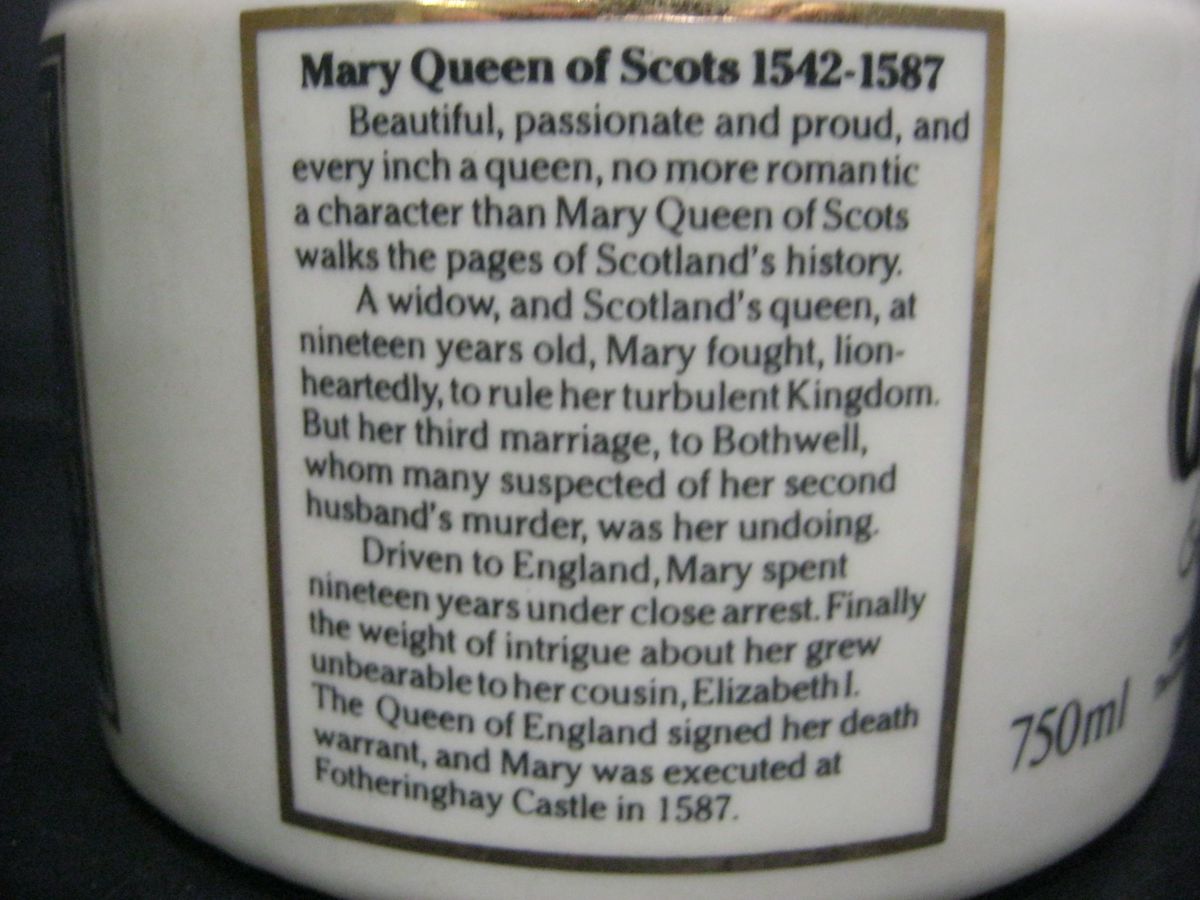 Mary Queen of Scots 1542-1587
Beautiful, passionate and proud, and
every inch a queen, no more romantic
a character than Mary Queen of Scots
walks the pages of Scotland's history.
A widow, and Scotland's queen, at
nineteen years old, Mary fought, lion-
heartedly, to rule her turbulent Kingdom.
But her third marriage, to Bothwell,
whom many suspected of her second
husband's murder, was her undoing.
Driven to England, Mary spent
nineteen years under close arrest. Finally
the weight of intrigue about her grew
unbearable to her cousin, Elizabeth I.
The Queen of England signed her death
warrant, and Mary was executed at
Fotheringhay Castle in 1587.
750ml